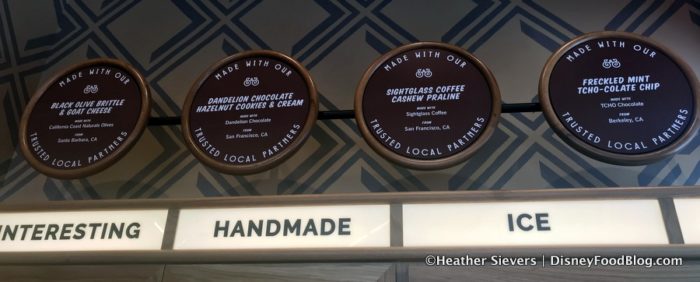 MADE WITH OUR
BLACK OLIVE BRITTLE
& GOAT CHEESE
MADE WITH
California Coast Naturals Olives
FROM
Santa Barbara, CA
TRUSTED LOCAL PARTNERS
MADE WITH OUR
DANDELION CHOCOLATE
HAZELNUT COOKIES & CREAM
MADE WITH
Dandelion Chocolate
FROM
San Francisco, CA
TRUSTED LOCAL PARTNERS
MADE WITH OUR
SIGHTGLASS COFFEE
CASHEW PRALINE
MADE WITH
Sightglass Coffee
FROM
San Francisco, CA
TRUSTED LOCAL PARTNERS
MADE WITH OUR
FRECKLED MINT
TCHO-COLATE CHIP
MADE WITH
TCHO Chocolate
FROM
Berkeley, CA
TRUSTED LOCAL PARTNERS
INTERESTING HANDMADE ICE
©Heather Sievers | DisneyFoodBlog.com